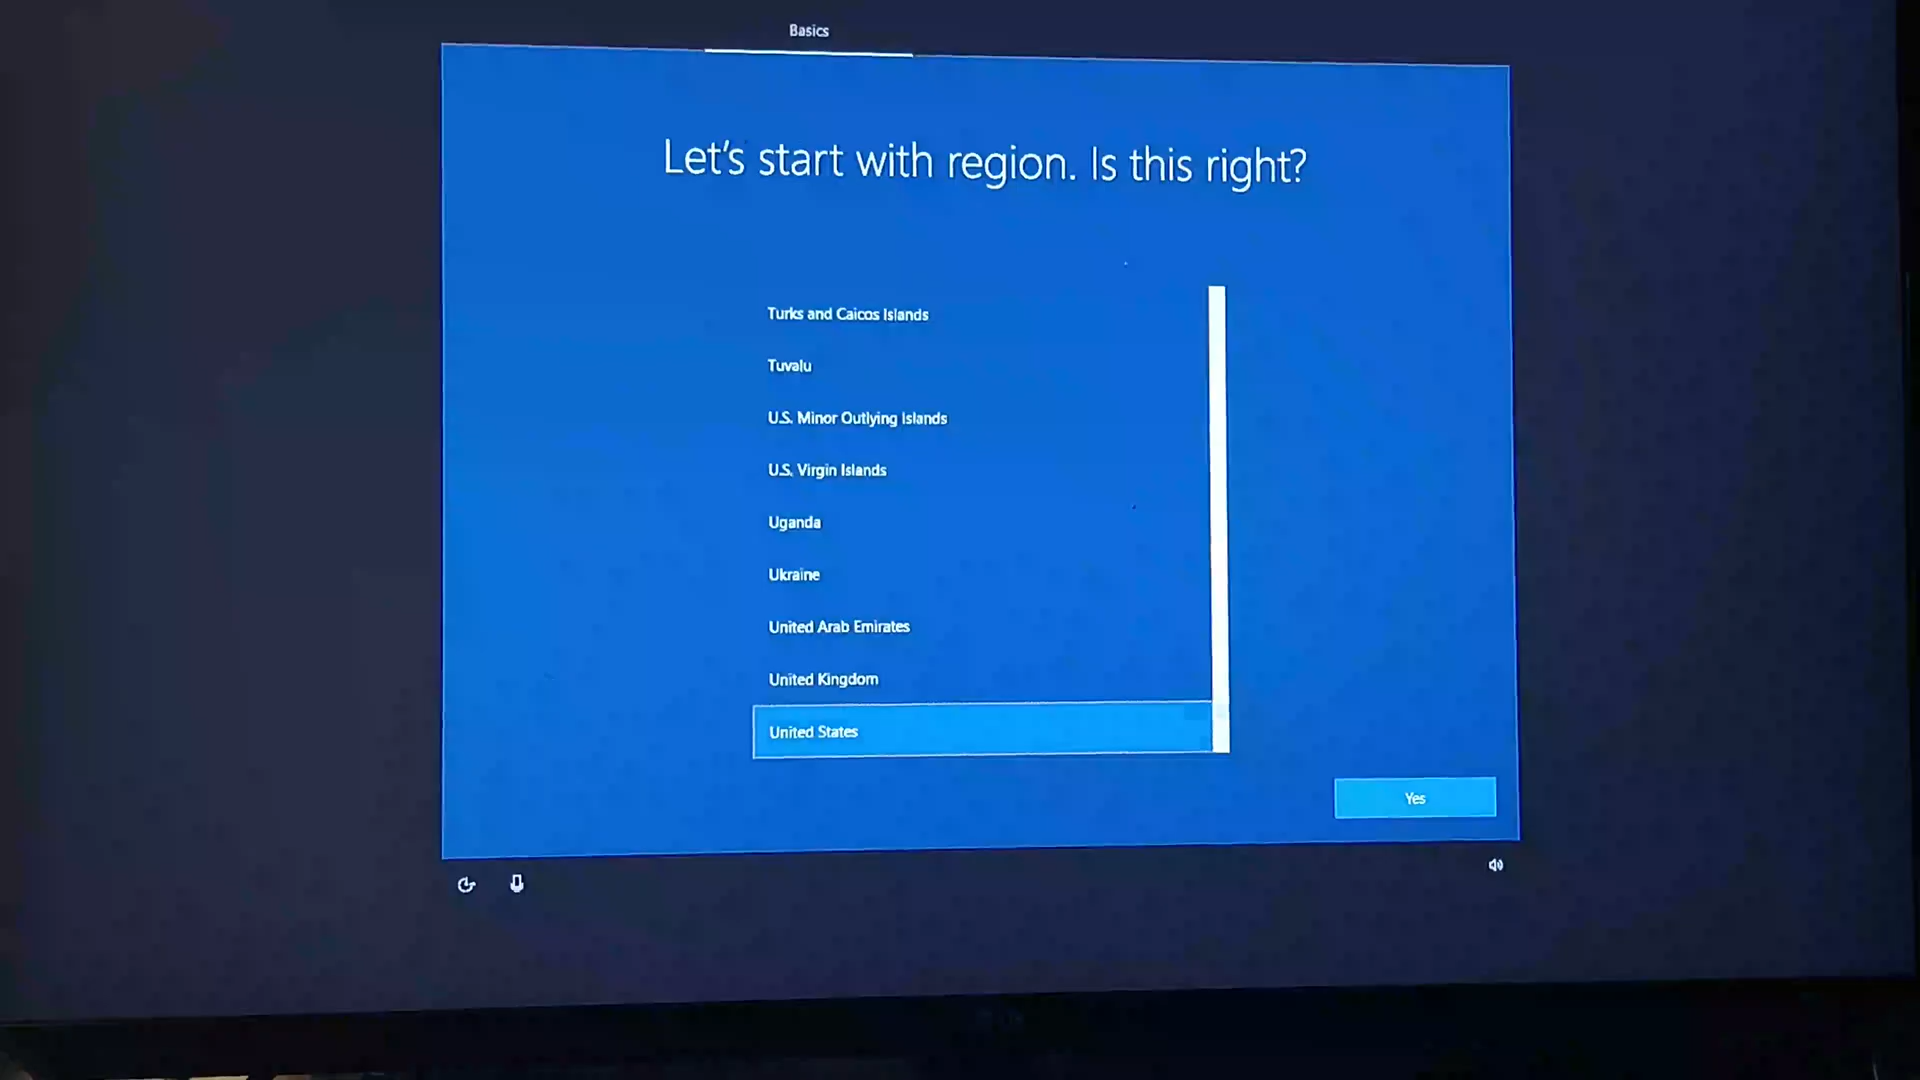 Basics
Let's start with region. Is this right?
Turks and Caicos Islands
Tuvalu
U.S. Minor Outlying Islands
U.S. Virgin Islands
Uganda
Ukraine
United Arab Emirates
United Kingdom
United States
Yes